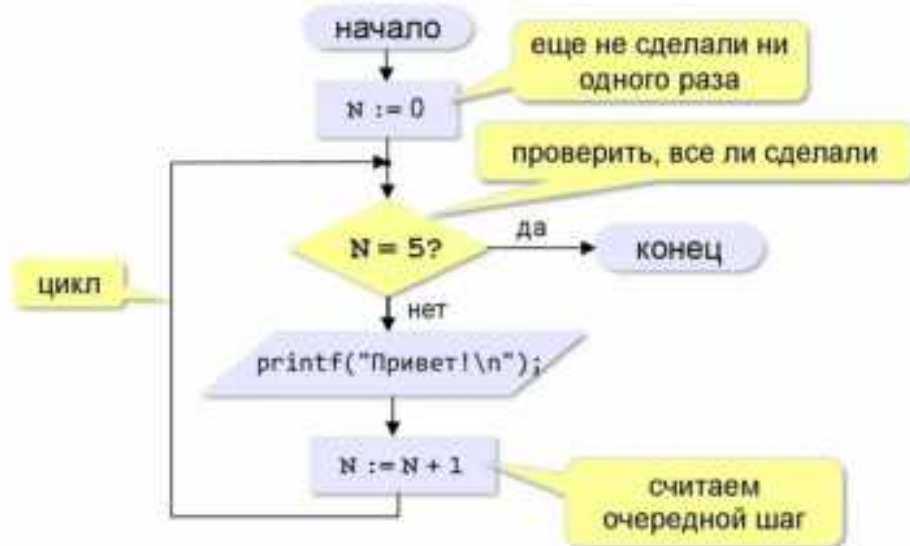 начало
еще не сделали ни
одного раза
N := 0
проверить, все ли сделали
N = 5?
да
конец
цикл
нет
printf("Привет!\n");
N := N + 1
считаем
очередной шаг